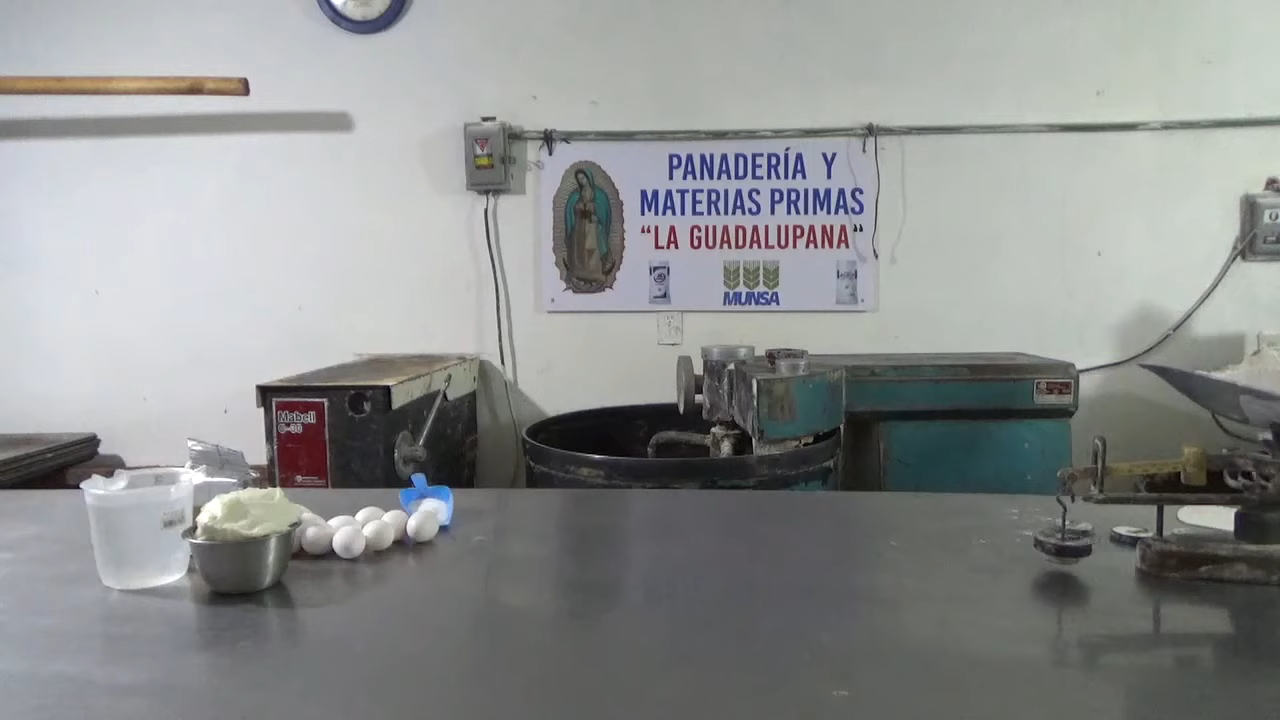 PANADERÍA Y
MATERIAS PRIMAS
“LA GUADALUPANA“
MUNSA
Mabell